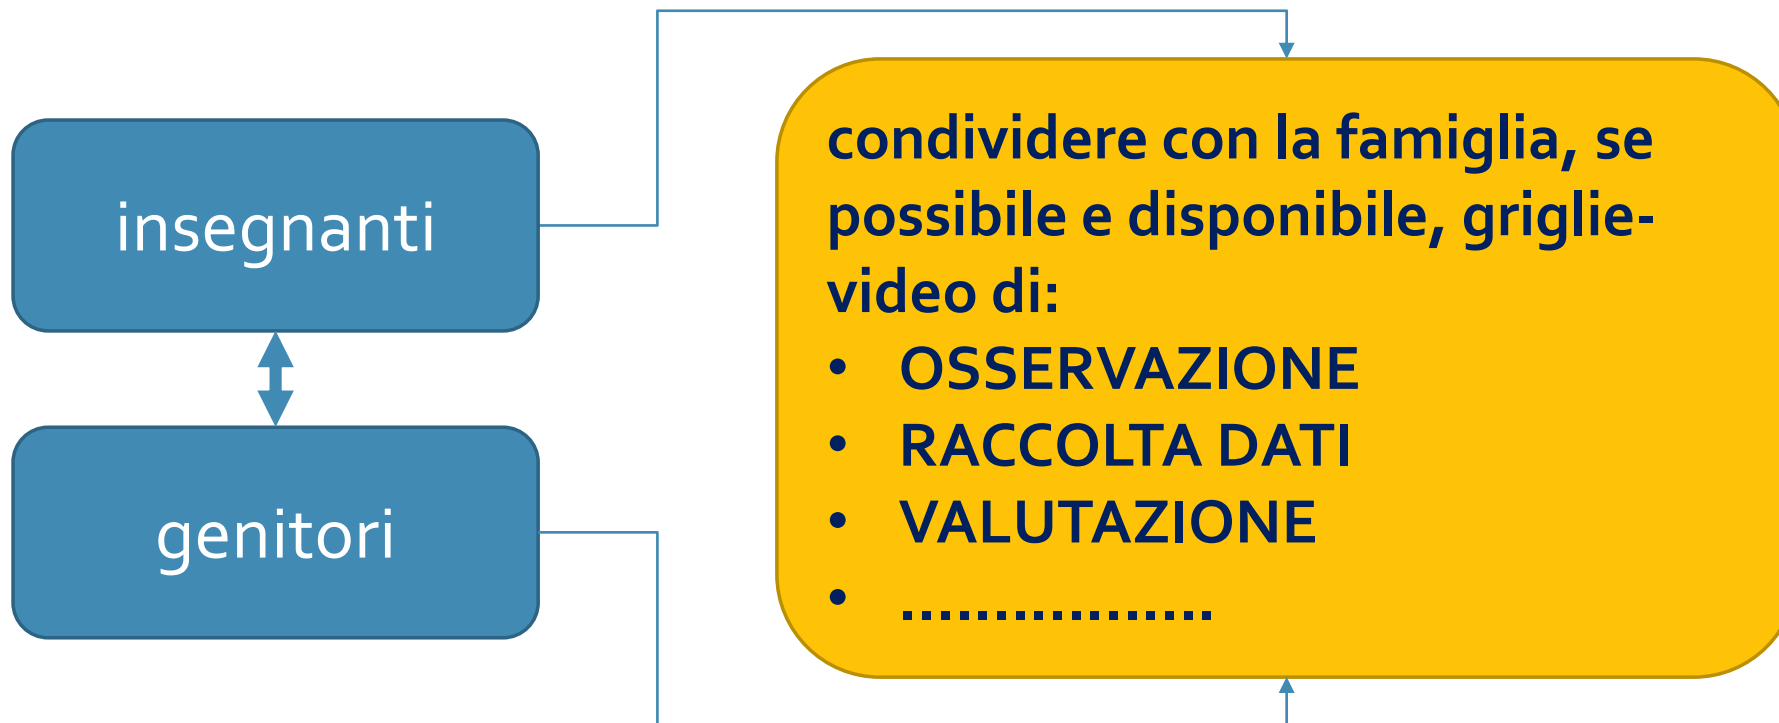 insegnanti
genitori
condividere con la famiglia, se
possibile e disponibile, griglie-
video di:
• OSSERVAZIONE
• RACCOLTA DATI
• VALUTAZIONE
• .................